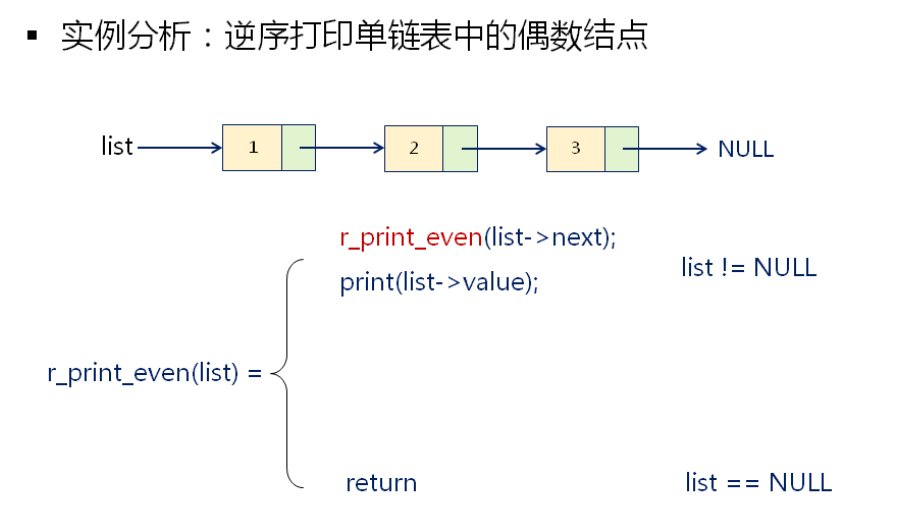 ▪ 实例分析：逆序打印单链表中的偶数结点
list 1 2 3 NULL
r_print_even(list->next);
list != NULL
print(list->value);
r_print_even(list) =
return list == NULL